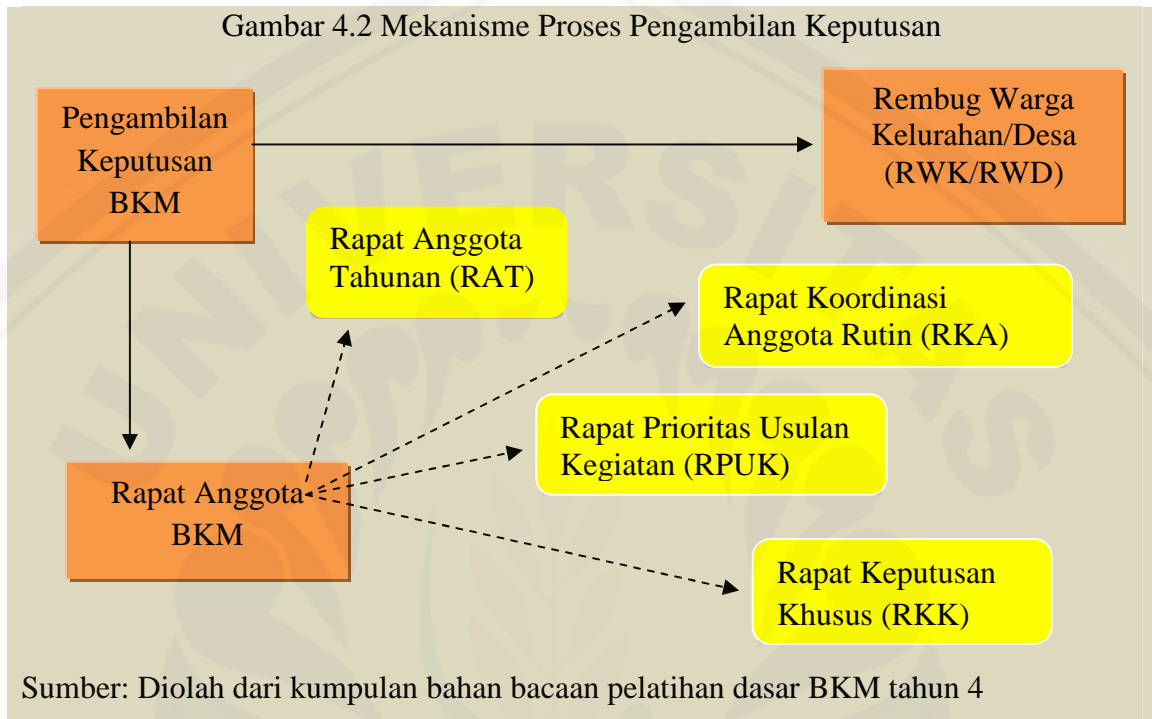 Gambar 4.2 Mekanisme Proses Pengambilan Keputusan
Pengambilan
Keputusan
BKM
Rembug Warga
Kelurahan/Desa
(RWK/RWD)
Rapat Anggota
Tahunan (RAT)
Rapat Koordinasi
Anggota Rutin (RKA)
Rapat Prioritas Usulan
Kegiatan (RPUK)
Rapat Anggota
BKM
Rapat Keputusan
Khusus (RKK)
Sumber: Diolah dari kumpulan bahan bacaan pelatihan dasar BKM tahun 4
UNIVERSITAS